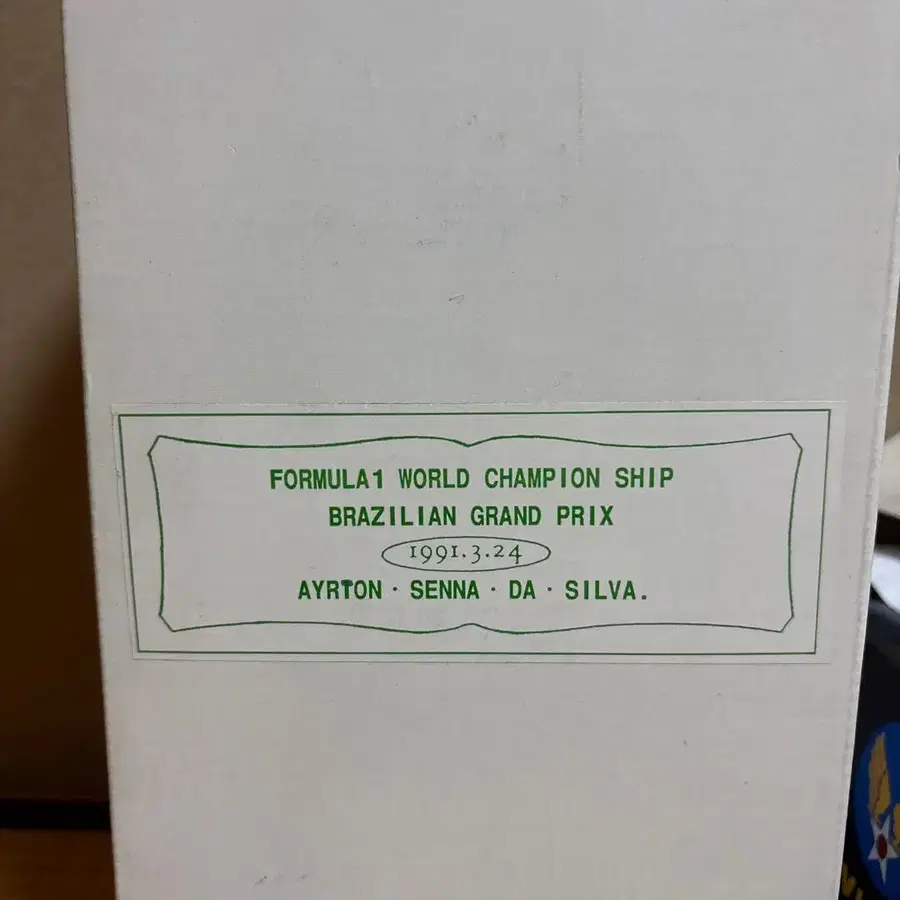 FORMULA1 WORLD CHAMPION SHIP
BRAZILIAN GRAND PRIX
1991.3.24
AYRTON · SENNA · DA · SILVA.